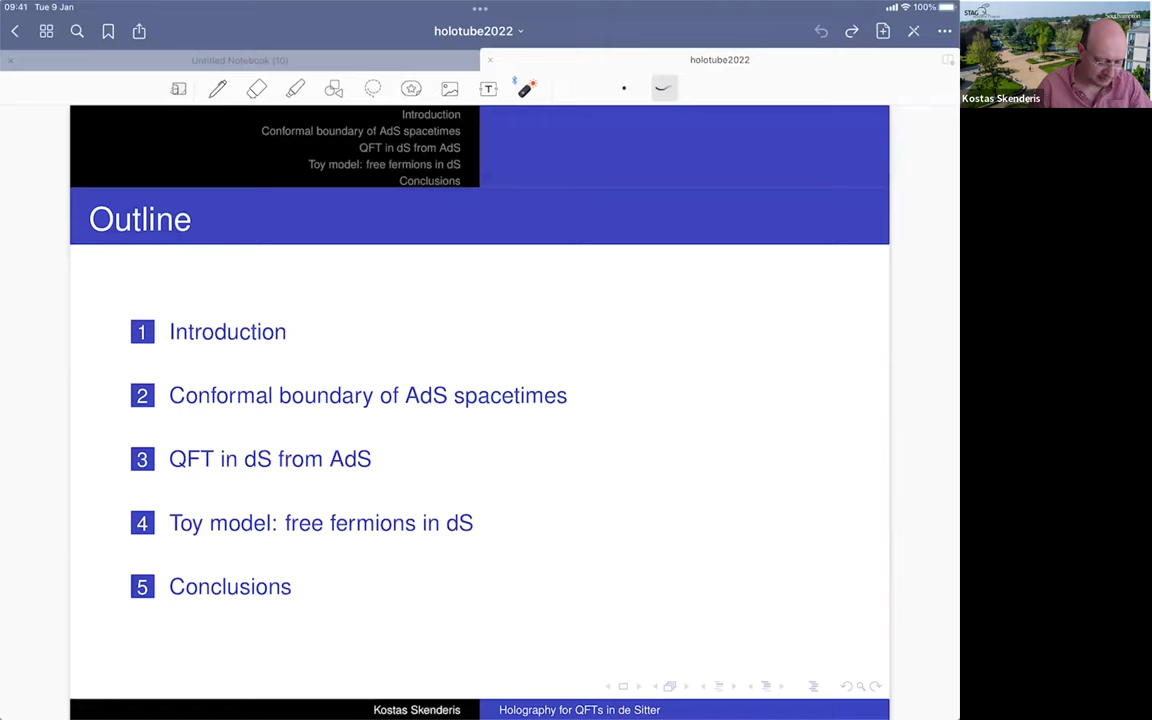 09:41 Tue 9 Jan
100%
holotube2022
Untitled Notebook (10)
holotube2022
T
STAG
Southampton
Kostas Skenderis
Introduction
Conformal boundary of AdS spacetimes
QFT in dS from AdS
Toy model: free fermions in dS
Conclusions
Outline
1 Introduction
2 Conformal boundary of AdS spacetimes
3 QFT in dS from AdS
4 Toy model: free fermions in dS
5 Conclusions
Kostas Skenderis
Holography for QFTs in de Sitter